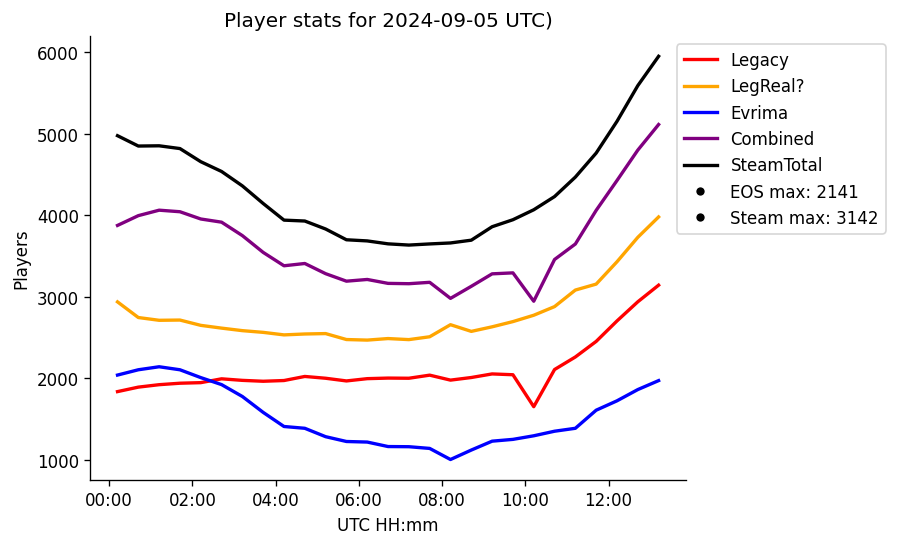 Player stats for 2024-09-05 UTC)
6000
5000
4000
3000
2000
1000
Players
00:00 02:00 04:00 06:00 08:00 10:00 12:00
UTC HH:mm
Legacy
LegReal?
Evrima
Combined
SteamTotal
EOS max: 2141
Steam max: 3142